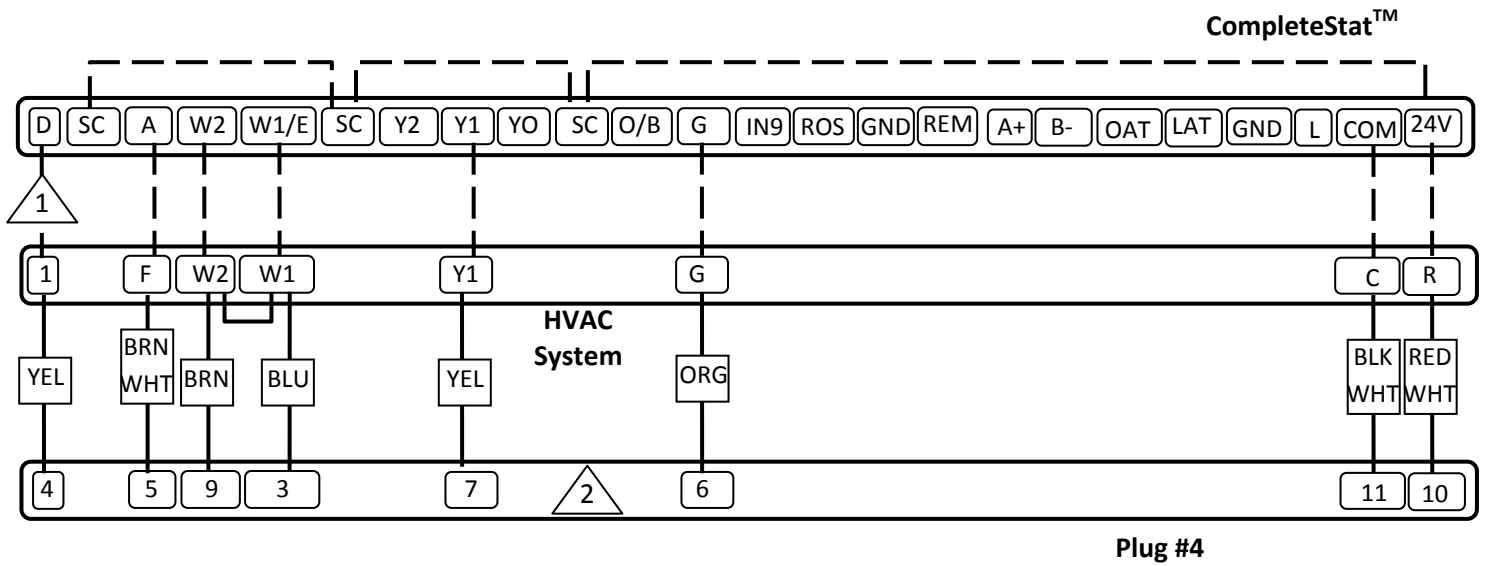 CompleteStat™
D SC A W2 W1/E SC Y2 Y1 YO SC O/B G IN9 ROS GND REM A+ B- OAT LAT GND L COM 24V
1
1 F W2 W1 Y1 G C R
HVAC
System
YEL
BRN
WHT
BRN
BLU
YEL
ORG
BLK
WHT
RED
WHT
4 5 9 3 7 2 6 11 10
Plug #4